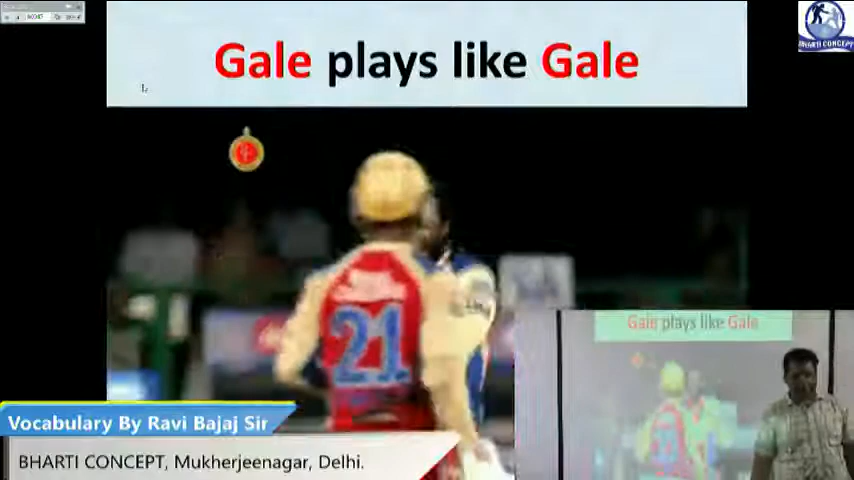 BHARTI CONCEPT
Gale plays like Gale
21
Gale plays like Gale
Vocabulary By Ravi Bajaj Sir
BHARTI CONCEPT, Mukherjeenagar, Delhi.